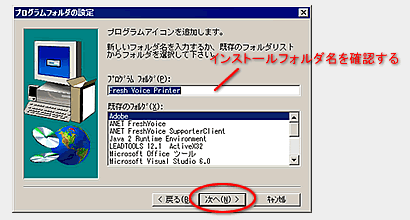 プログラムフォルダの設定
プログラムアイコンを追加します。
新しいフォルダ名を入力するか、既存のフォルダリスト
からフォルダを選択して下さい。
インストールフォルダ名を確認する
プログラム フォルダ(P):
Fresh Voice Printer
既存のフォルダ(X):
Adobe
ANET FreshVoice
ANET FreshVoice SupporterClient
Java 2 Runtime Environment
LEADTOOLS 12.1 ActiveX32
Microsoft Office ツール
Microsoft Visual Studio 6.0
< 戻る(B)
次へ(N) >
キャンセル